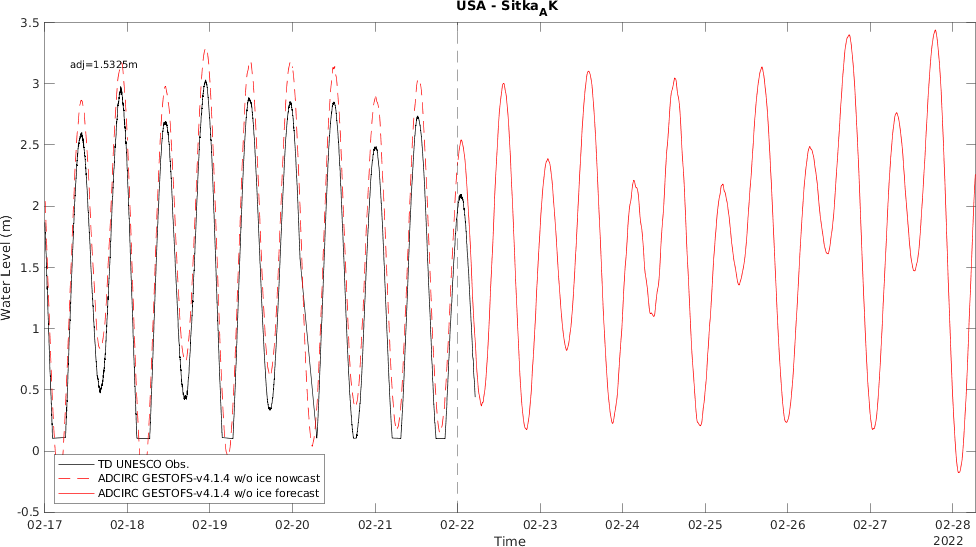 USA - Sitka_AK
adj=1.5325m
3.5
3
2.5
2
1.5
1
0.5
0
-0.5
Water Level (m)
TD UNESCO Obs.
ADCIRC GESTOFS-v4.1.4 w/o ice nowcast
ADCIRC GESTOFS-v4.1.4 w/o ice forecast
02-17 02-18 02-19 02-20 02-21 02-22 02-23 02-24 02-25 02-26 02-27 02-28
Time 2022